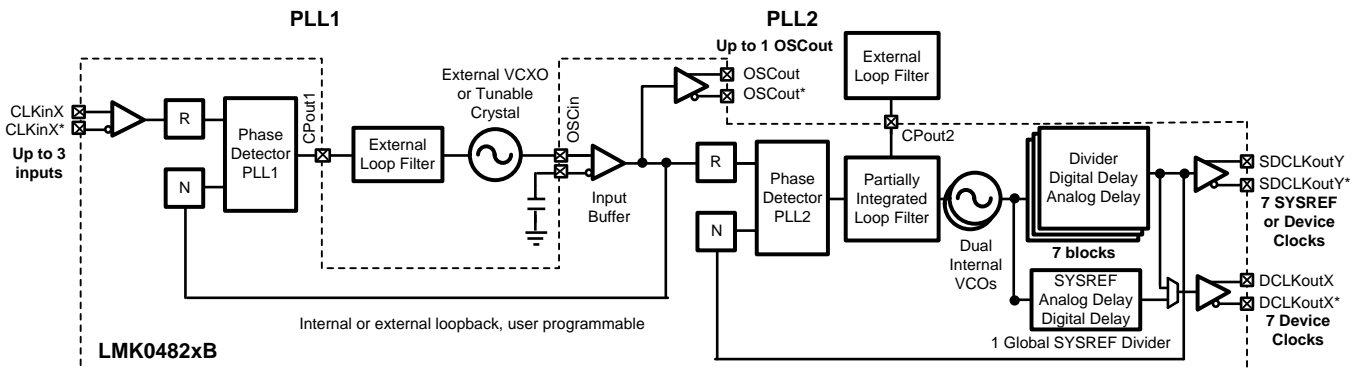 PLL1
PLL2
Up to 1 OSCout
External
Loop Filter
OSCout
OSCout*
CPout2
External VCXO
or Tunable
Crystal
OSCin
CLKinX
CLKinX*
Up to 3
inputs
R
N
Phase
Detector
PLL1
CPout1
External
Loop Filter
Input
Buffer
R
N
Phase
Detector
PLL2
Partially
Integrated
Loop Filter
Dual
Internal
VCOs
Divider
Digital Delay
Analog Delay
7 blocks
SYSREF
Analog Delay
Digital Delay
1 Global SYSREF Divider
SDCLKoutY
SDCLKoutY*
7 SYSREF
or Device
Clocks
DCLKoutX
DCLKoutX*
7 Device
Clocks
Internal or external loopback, user programmable
LMK0482xB